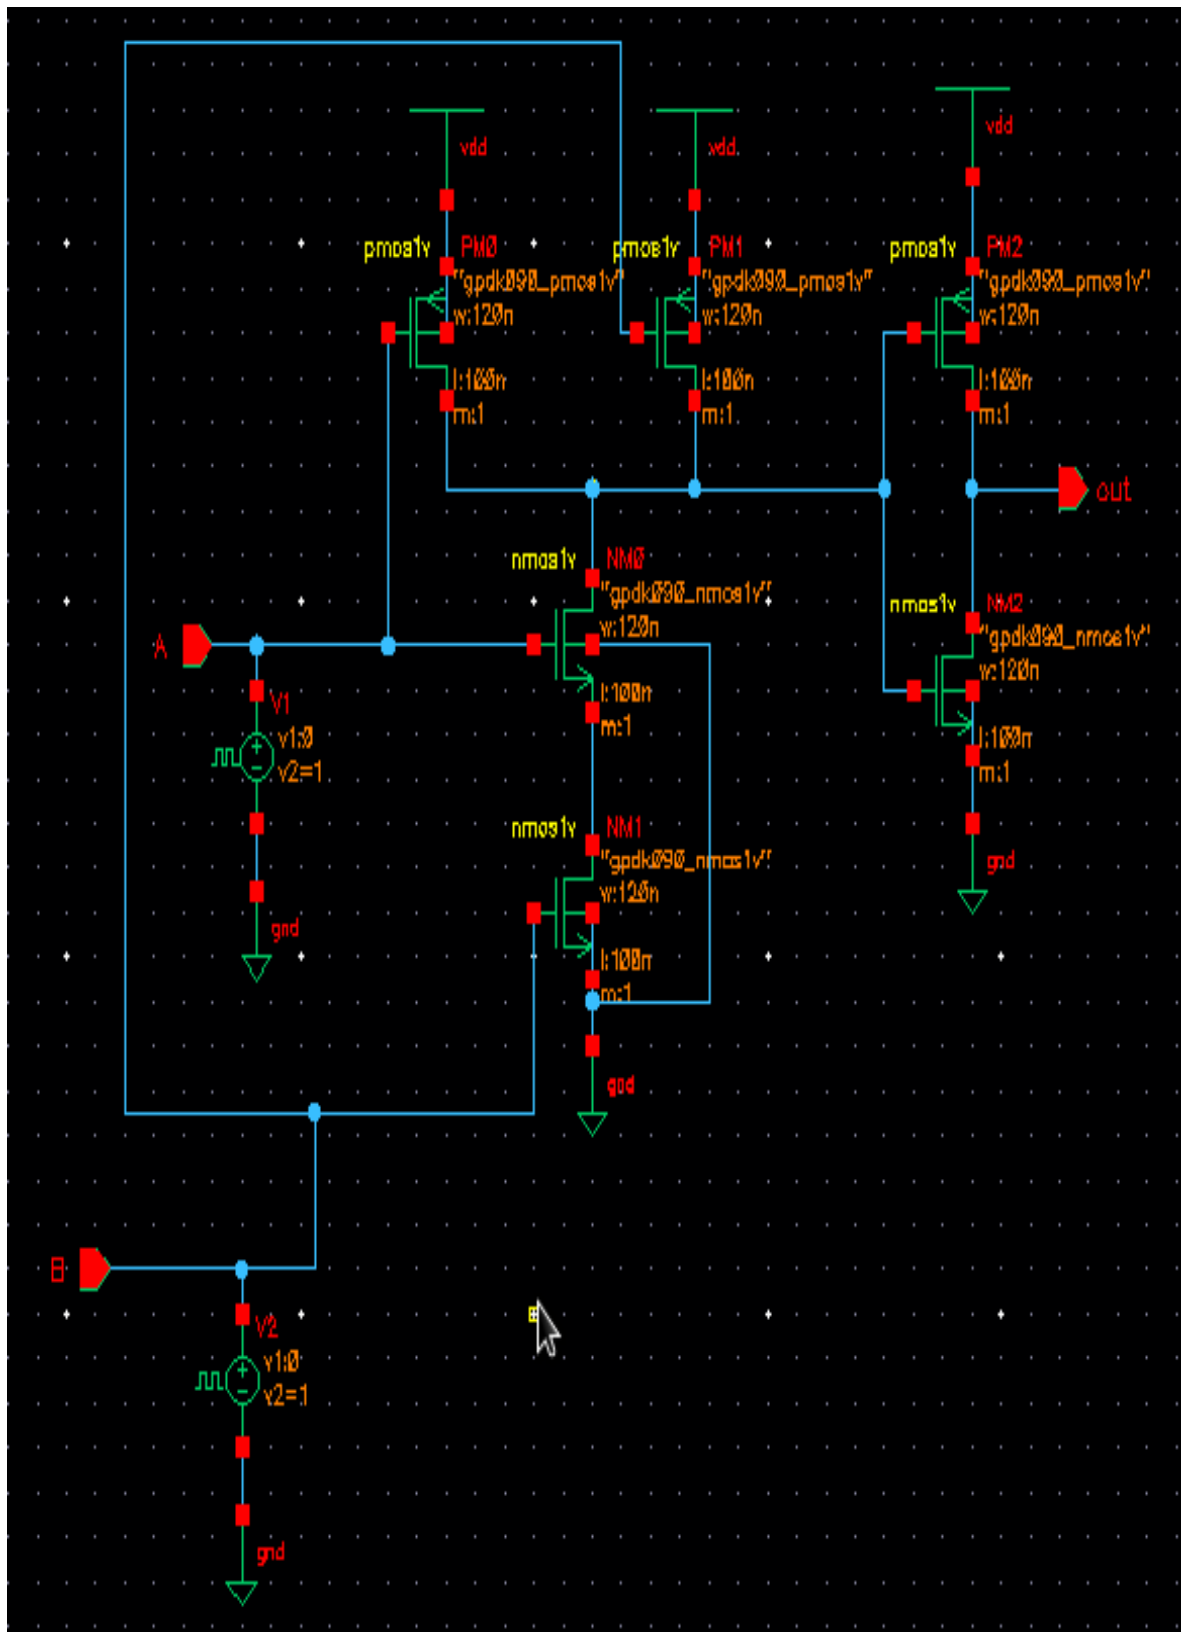 vdd
vdd
vdd
pmos1v PM0
"gpdk090_pmos1v"
w:120n
l:100n
m:1
pmos1v PM1
"gpdk090_pmos1v"
w:120n
l:100n
m:1
pmos1v PM2
"gpdk090_pmos1v"
w:120n
l:100n
m:1
out
nmos1v NM0
"gpdk090_nmos1v"
w:120n
l:100n
m:1
nmos1v NM2
"gpdk090_nmos1v"
w:120n
l:100n
m:1
gnd
A
V1
v1:0
v2=1
gnd
nmos1v NM1
"gpdk090_nmos1v"
w:120n
l:100n
m:1
gnd
B
V2
v1:0
v2=1
gnd